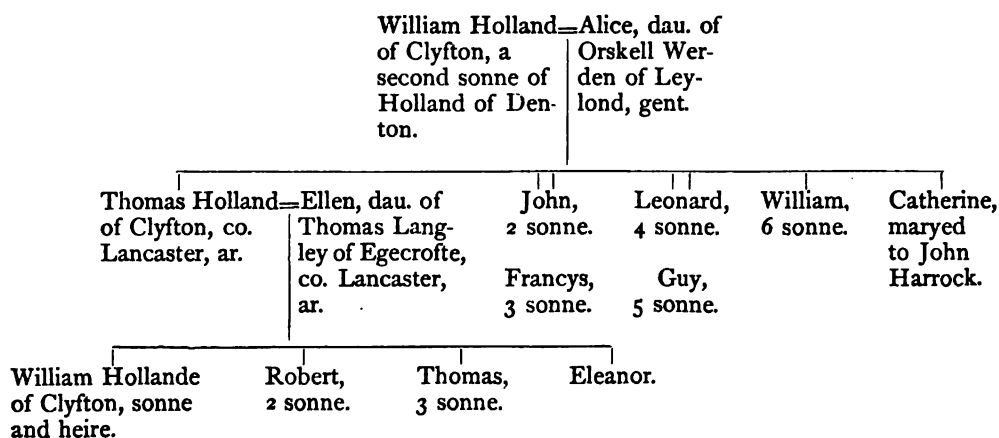 William Holland=Alice, dau. of
of Clyfton, a Orskell Wer-
second sonne of den of Ley-
Holland of Den- lond, gent.
ton.
Thomas Holland=Ellen, dau. of John, Leonard, William, Catherine,
of Clyfton, co. Thomas Lang- 2 sonne. 4 sonne. 6 sonne. maryed
Lancaster, ar. ley of Egecrofte, to John
co. Lancaster, Francys, Guy, Harrock.
ar. 3 sonne. 5 sonne.
William Hollande Robert, Thomas, Eleanor.
of Clyfton, sonne 2 sonne. 3 sonne.
and heire.